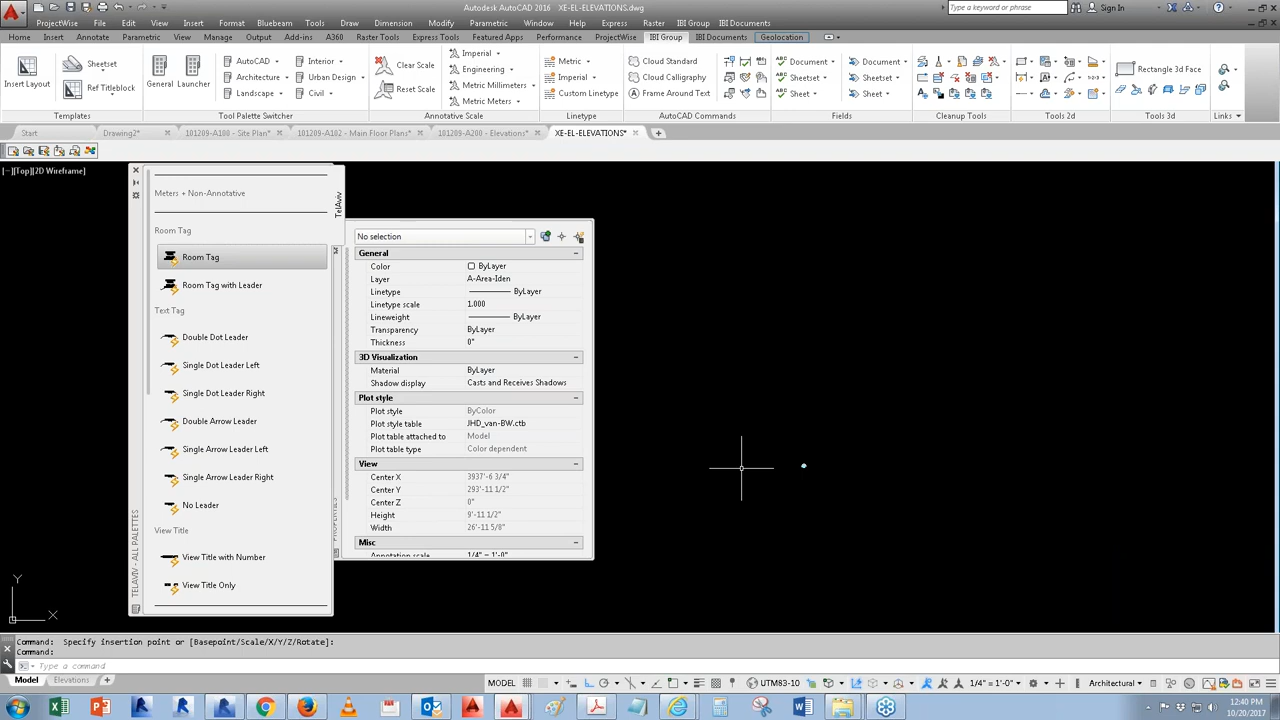 Autodesk AutoCAD 2016   XE-EL-ELEVATIONS.dwg
Type a keyword or phrase
Sign In
ProjectWise File Edit Bluebeam View Insert Format Bluebeam Tools Draw Dimension Modify Parametric Window Help Express Raster IBI Group IBI Documents
Home Insert Annotate Parametric View Manage Output Add-ins A360 Raster Tools Express Tools Featured Apps Performance ProjectWise IBI Group IBI Documents Geolocation
Insert Layout
Sheetset
Ref Titleblock
Templates
General
Launcher
AutoCAD
Architecture
Landscape
Interior
Urban Design
Civil
Tool Palette Switcher
Clear Scale
Reset Scale
Imperial
Engineering
Metric Millimeters
Metric Meters
Annotative Scale
Metric
Imperial
Custom Linetype
Linetype
Cloud Standard
Cloud Calligraphy
Frame Around Text
AutoCAD Commands
Document
Sheetset
Sheet
Document
Sheetset
Sheet
Fields
Cleanup Tools
Tools 2d
Rectangle 3d Face
Tools 3d
Links
Start
Drawing2*
101209-A100 - Site Plan*
101209-A102 - Main Floor Plans*
101209-A200 - Elevations*
XE-EL-ELEVATIONS*
[−][Top][2D Wireframe]
Meters + Non-Annotative
Room Tag
Room Tag
Room Tag with Leader
Text Tag
Double Dot Leader
Single Dot Leader Left
Single Dot Leader Right
Double Arrow Leader
Single Arrow Leader Left
Single Arrow Leader Right
No Leader
View Title
View Title with Number
View Title Only
TelAviv
TELAVIV - ALL PALETTES
M
PROPERTIES
No selection
General
Color ByLayer
Layer A-Area-Iden
Linetype ByLayer
Linetype scale 1.000
Lineweight ByLayer
Transparency ByLayer
Thickness 0"
3D Visualization
Material ByLayer
Shadow display Casts and Receives Shadows
Plot style
Plot style ByColor
Plot style table JHD_van-BW.ctb
Plot table attached to Model
Plot table type Color dependent
View
Center X 3937'-6 3/4"
Center Y 293'-11 1/2"
Center Z 0"
Height 9'-11 1/2"
Width 26'-11 5/8"
Misc
Annotation scale 1/4" = 1'-0"
Y
X
Command: Specify insertion point or [Basepoint/Scale/X/Y/Z/Rotate]:
Command:
Type a command
Model Elevations
MODEL
UTM83-10
1/4" = 1'-0"
Architectural
12:40 PM
10/20/2017